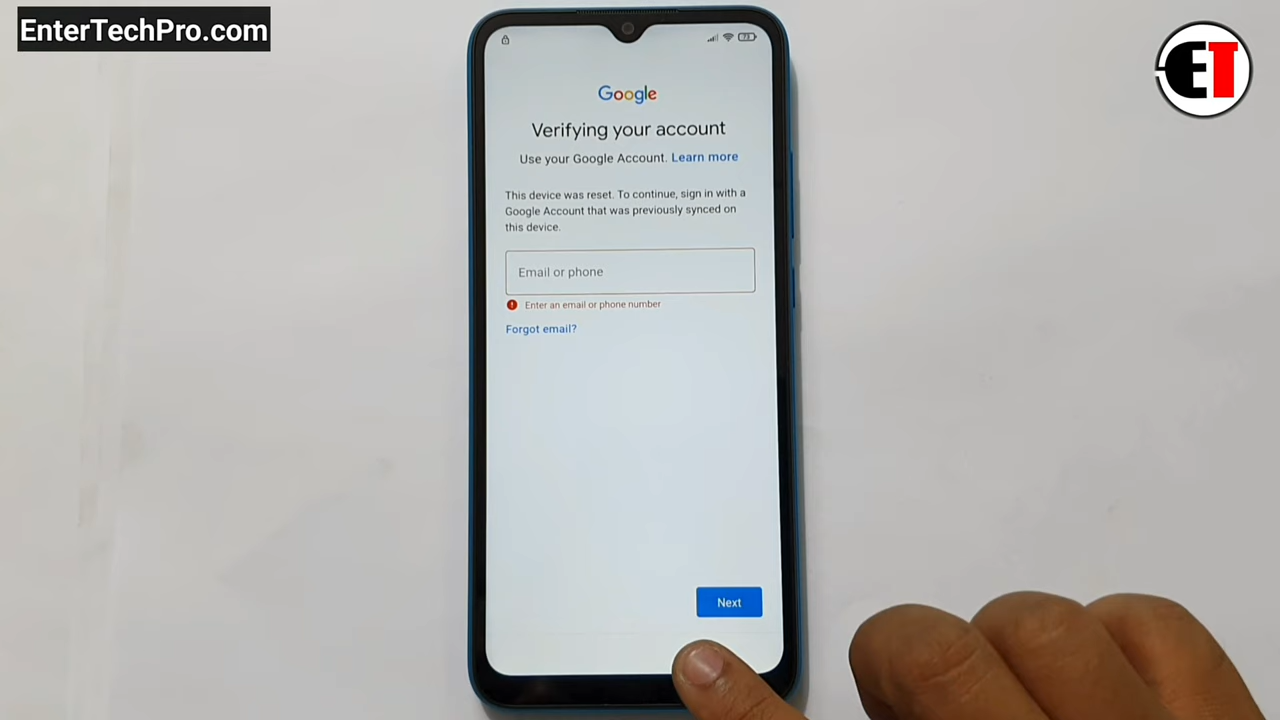 EnterTechPro.com
ET
73
Google
Verifying your account
Use your Google Account. Learn more
This device was reset. To continue, sign in with a
Google Account that was previously synced on
this device.
Email or phone
Enter an email or phone number
Forgot email?
Next